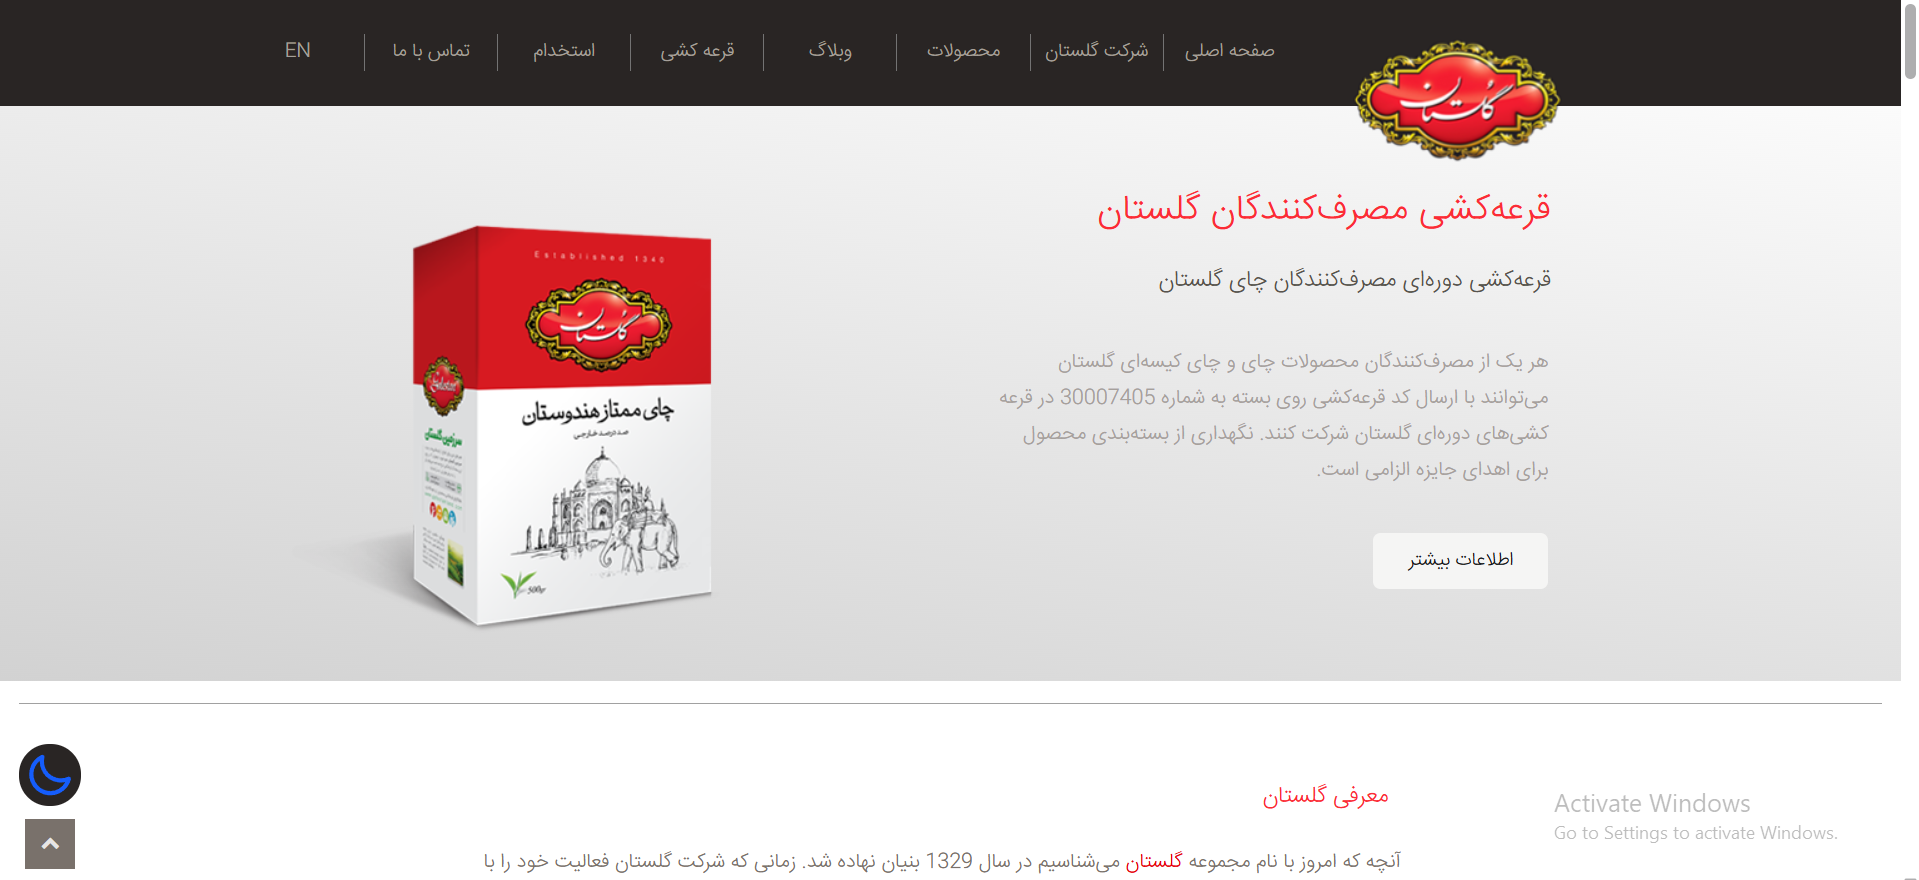 صفحه اصلی
شرکت گلستان
محصولات
وبلاگ
قرعه کشی
استخدام
تماس با ما
EN
گلستان
قرعه‌کشی مصرف‌کنندگان گلستان
قرعه‌کشی دوره‌ای مصرف‌کنندگان چای گلستان
هر یک از مصرف‌کنندگان محصولات چای و چای کیسه‌ای گلستان
می‌توانند با ارسال کد قرعه‌کشی روی بسته به شماره 30007405 در قرعه
کشی‌های دوره‌ای گلستان شرکت کنند. نگهداری از بسته‌بندی محصول
برای اهدای جایزه الزامی است.
اطلاعات بیشتر
Established 1340
گلستان
چای ممتاز هندوستان
صد درصد خارجی
500gr
Golestan
سرزمین گلستان
معرفی گلستان
آنچه که امروز با نام مجموعه گلستان می‌شناسیم در سال 1329 بنیان نهاده شد. زمانی که شرکت گلستان فعالیت خود را با
Activate Windows
Go to Settings to activate Windows.